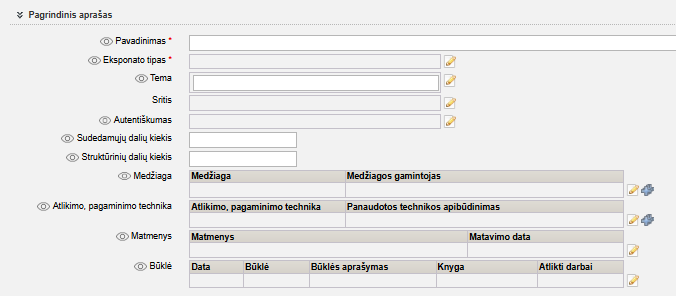 Pagrindinis aprašas
Pavadinimas *
Eksponato tipas *
Tema
Sritis
Autentiškumas
Sudedamųjų dalių kiekis
Struktūrinių dalių kiekis
Medžiaga Medžiaga Medžiagos gamintojas
Atlikimo, pagaminimo technika Atlikimo, pagaminimo technika Panaudotos technikos apibūdinimas
Matmenys Matmenys Matavimo data
Būklė Data Būklė Būklės aprašymas Knyga Atlikti darbai